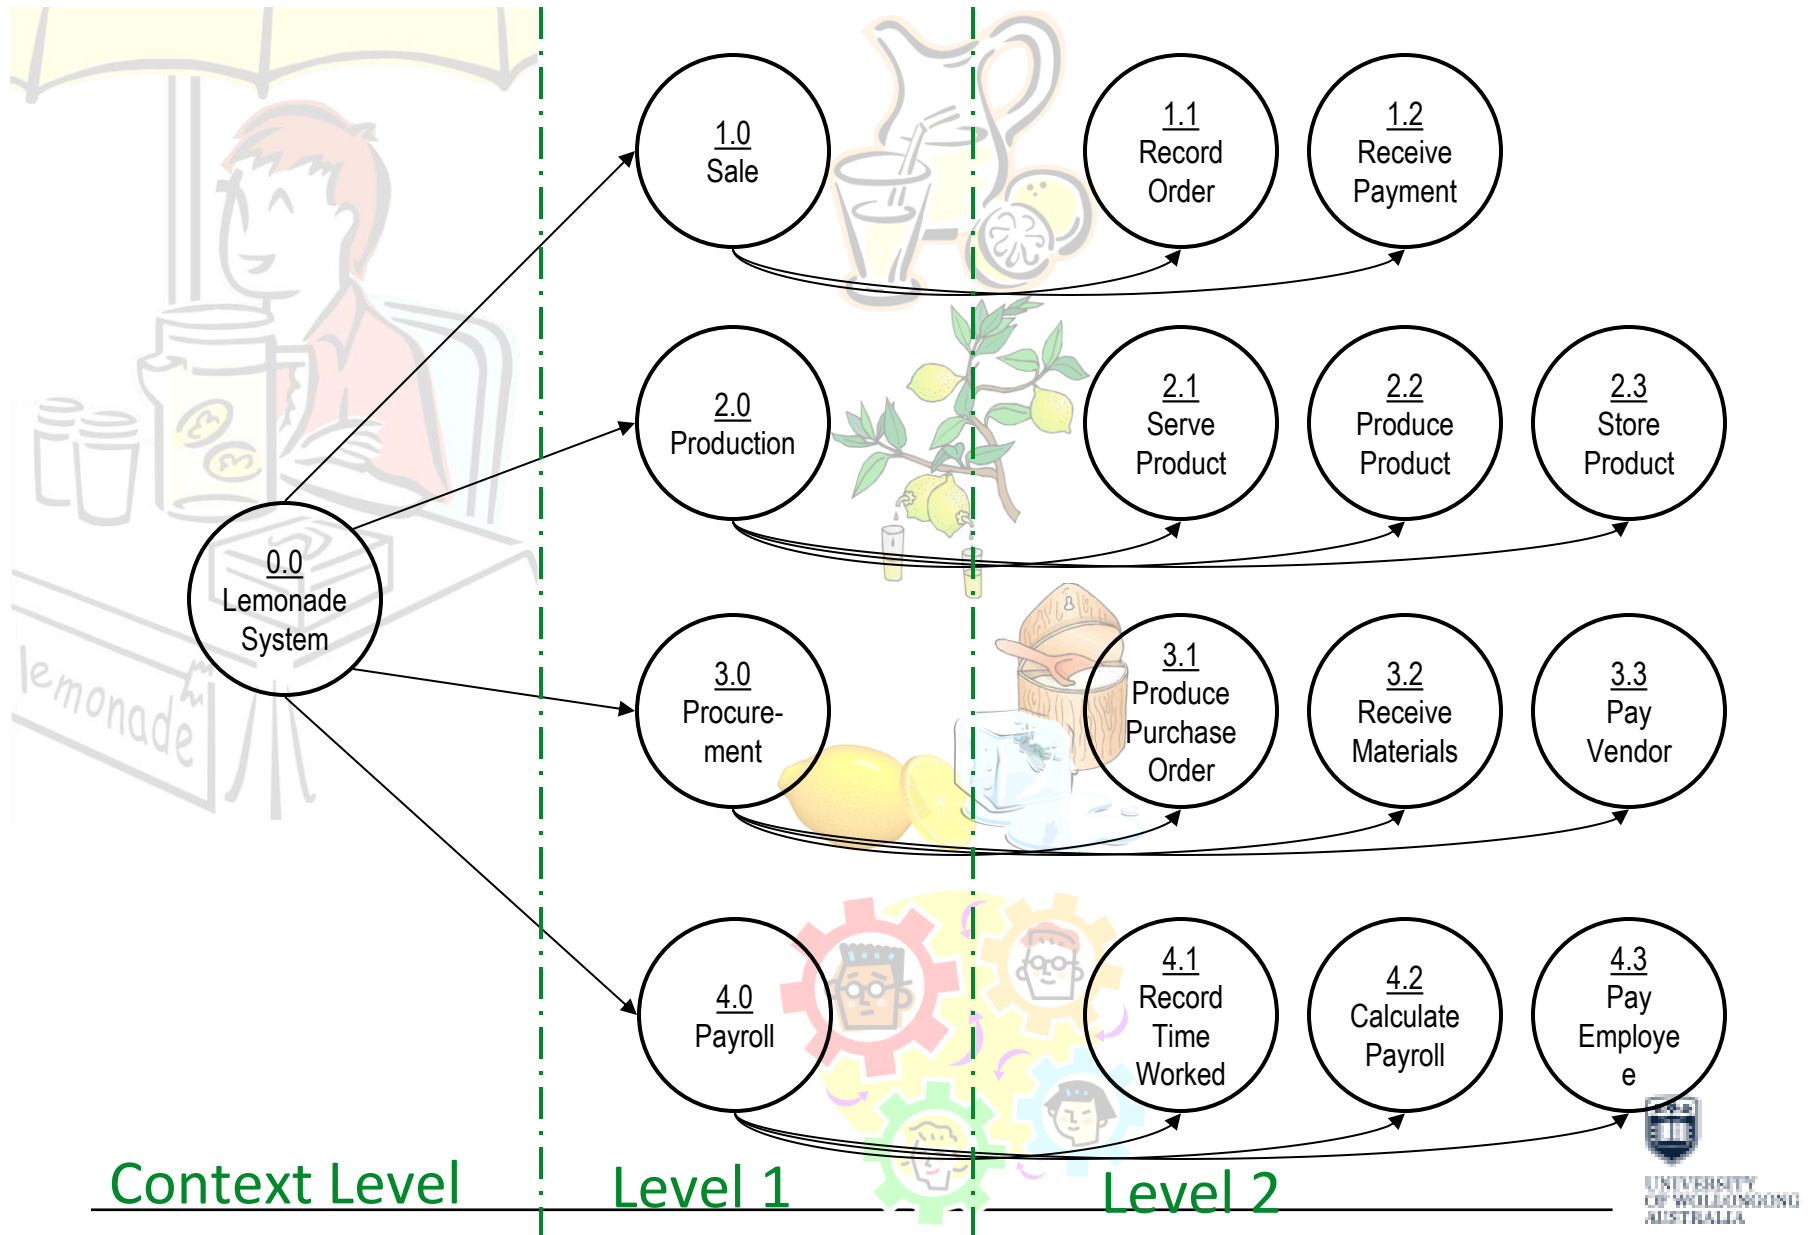 1.0
Sale
1.1
Record
Order
1.2
Receive
Payment
2.0
Production
2.1
Serve
Product
2.2
Produce
Product
2.3
Store
Product
0.0
Lemonade
System
lemonade
3.0
Procure-
ment
3.1
Produce
Purchase
Order
3.2
Receive
Materials
3.3
Pay
Vendor
4.0
Payroll
4.1
Record
Time
Worked
4.2
Calculate
Payroll
4.3
Pay
Employe
e
Context Level
Level 1
Level 2
UNIVERSITY
OF WOLLONGONG
AUSTRALIA